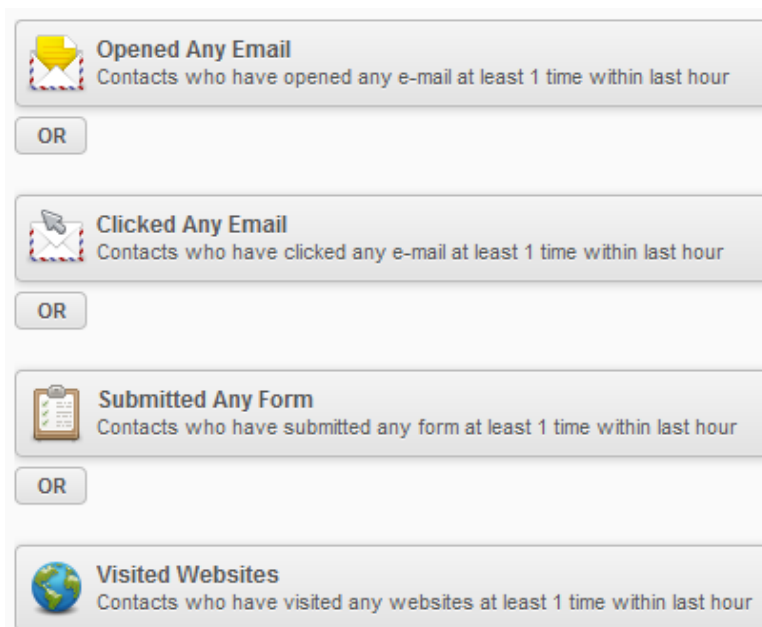 Opened Any Email
Contacts who have opened any e-mail at least 1 time within last hour
OR
Clicked Any Email
Contacts who have clicked any e-mail at least 1 time within last hour
OR
Submitted Any Form
Contacts who have submitted any form at least 1 time within last hour
OR
Visited Websites
Contacts who have visited any websites at least 1 time within last hour